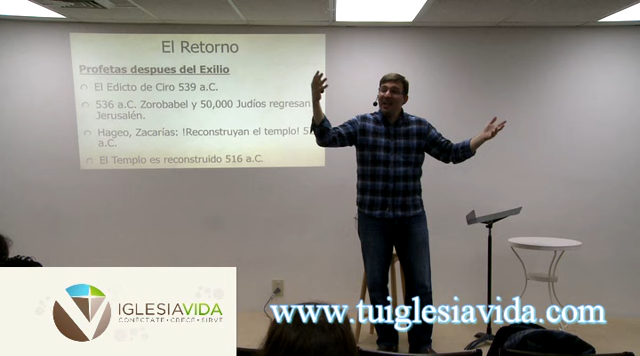 El Retorno
Profetas despues del Exilio
El Edicto de Ciro 539 a.C.
536 a.C. Zorobabel y 50,000 Judíos regresan
Jerusalén.
Hageo, Zacarías: !Reconstruyan el templo! 5
a.C.
El Templo es reconstruido 516 a.C.
IGLESIAVIDA
CONÉCTATE • CRECE • SIRVE
www.tuiglesiavida.com